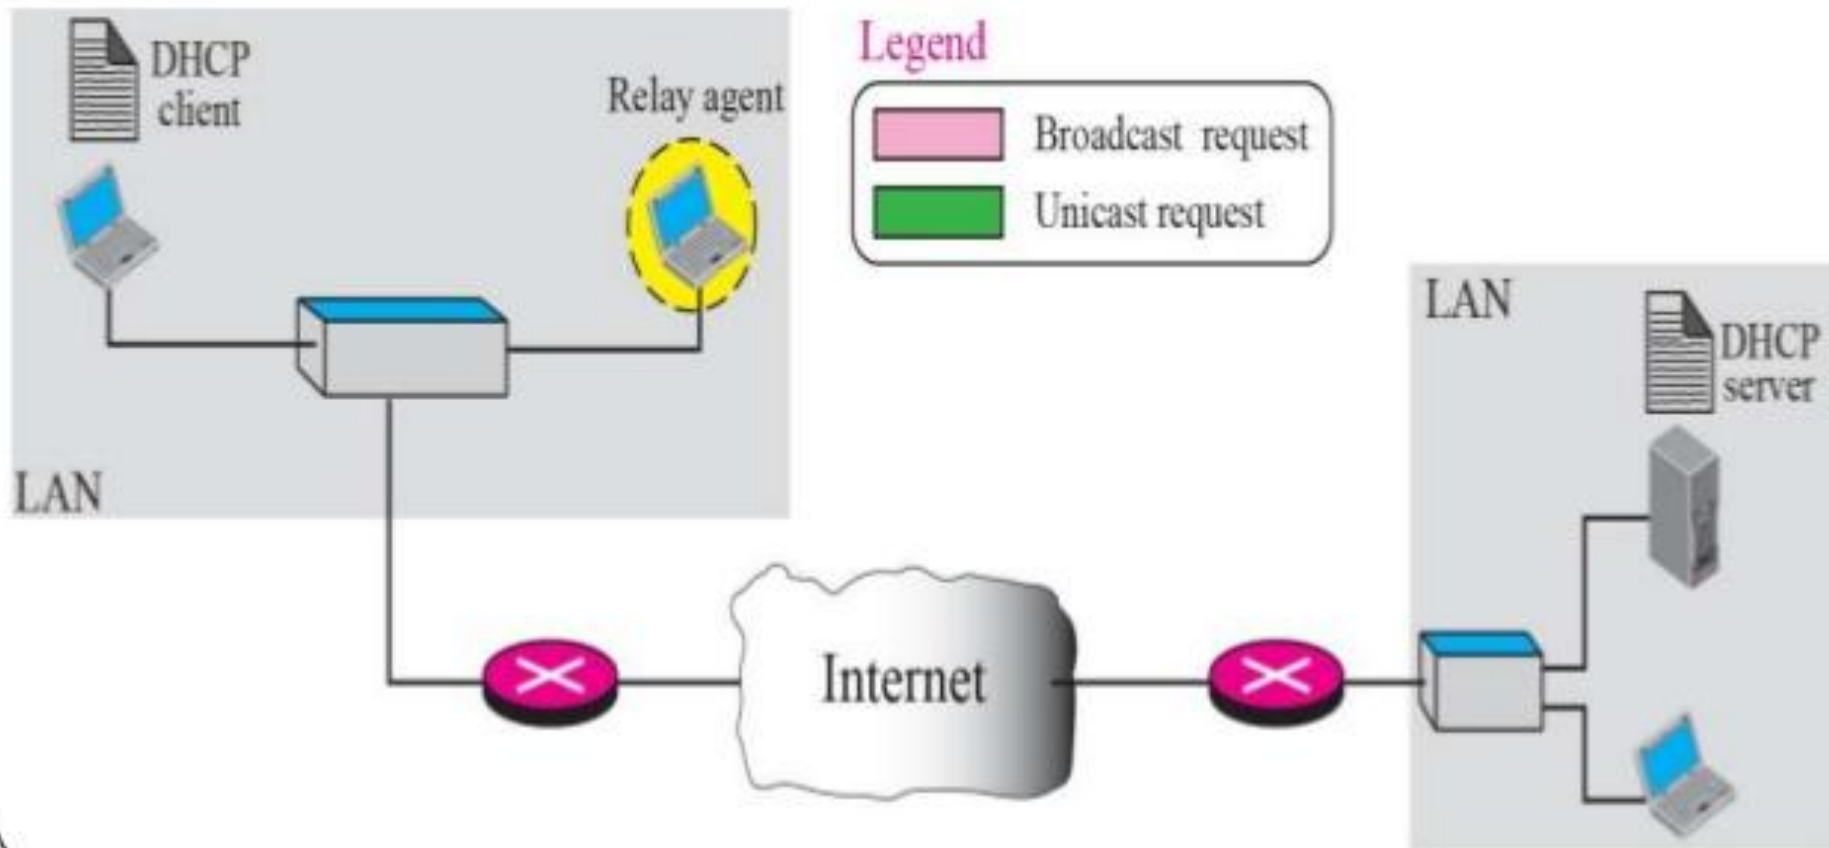 DHCP
client
Relay agent
LAN
Legend
Broadcast request
Unicast request
LAN
DHCP
server
Internet